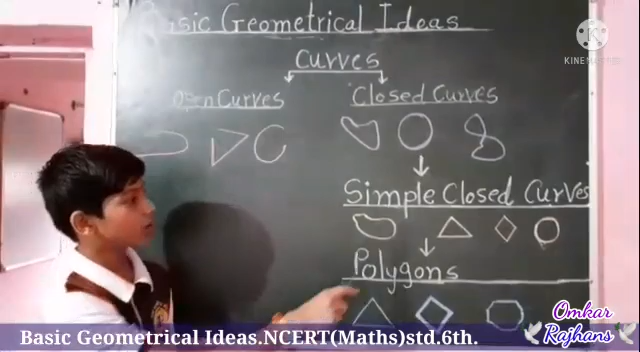 Basic Geometrical Ideas
KINEMASTER
Curves
Open Curves
Closed Curves
Simple Closed Curves
Polygons
Omkar
Rajhans
Basic Geometrical Ideas.NCERT(Maths)std.6th.